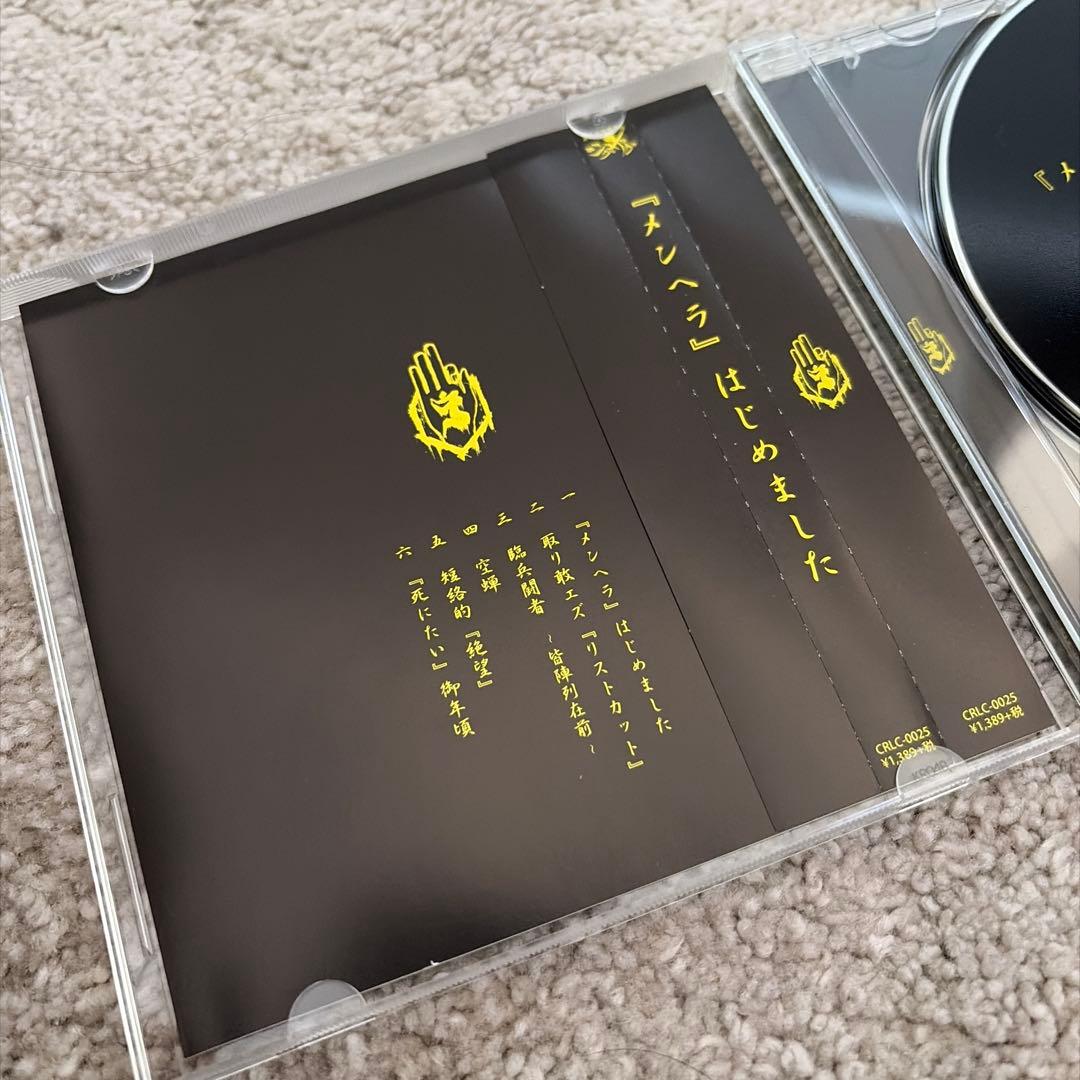 『メンヘラ』はじめました
CRLC-0025
¥1,389+税
CRLC-0025
¥1,389+税
一 『メンヘラ』はじめました
二 取り敢エズ『リストカット』
三 臨兵闘者 ~皆陣列在前~
四 空蝉
五 短絡的『絶望』
六 『死にたい』御年頃
『メ